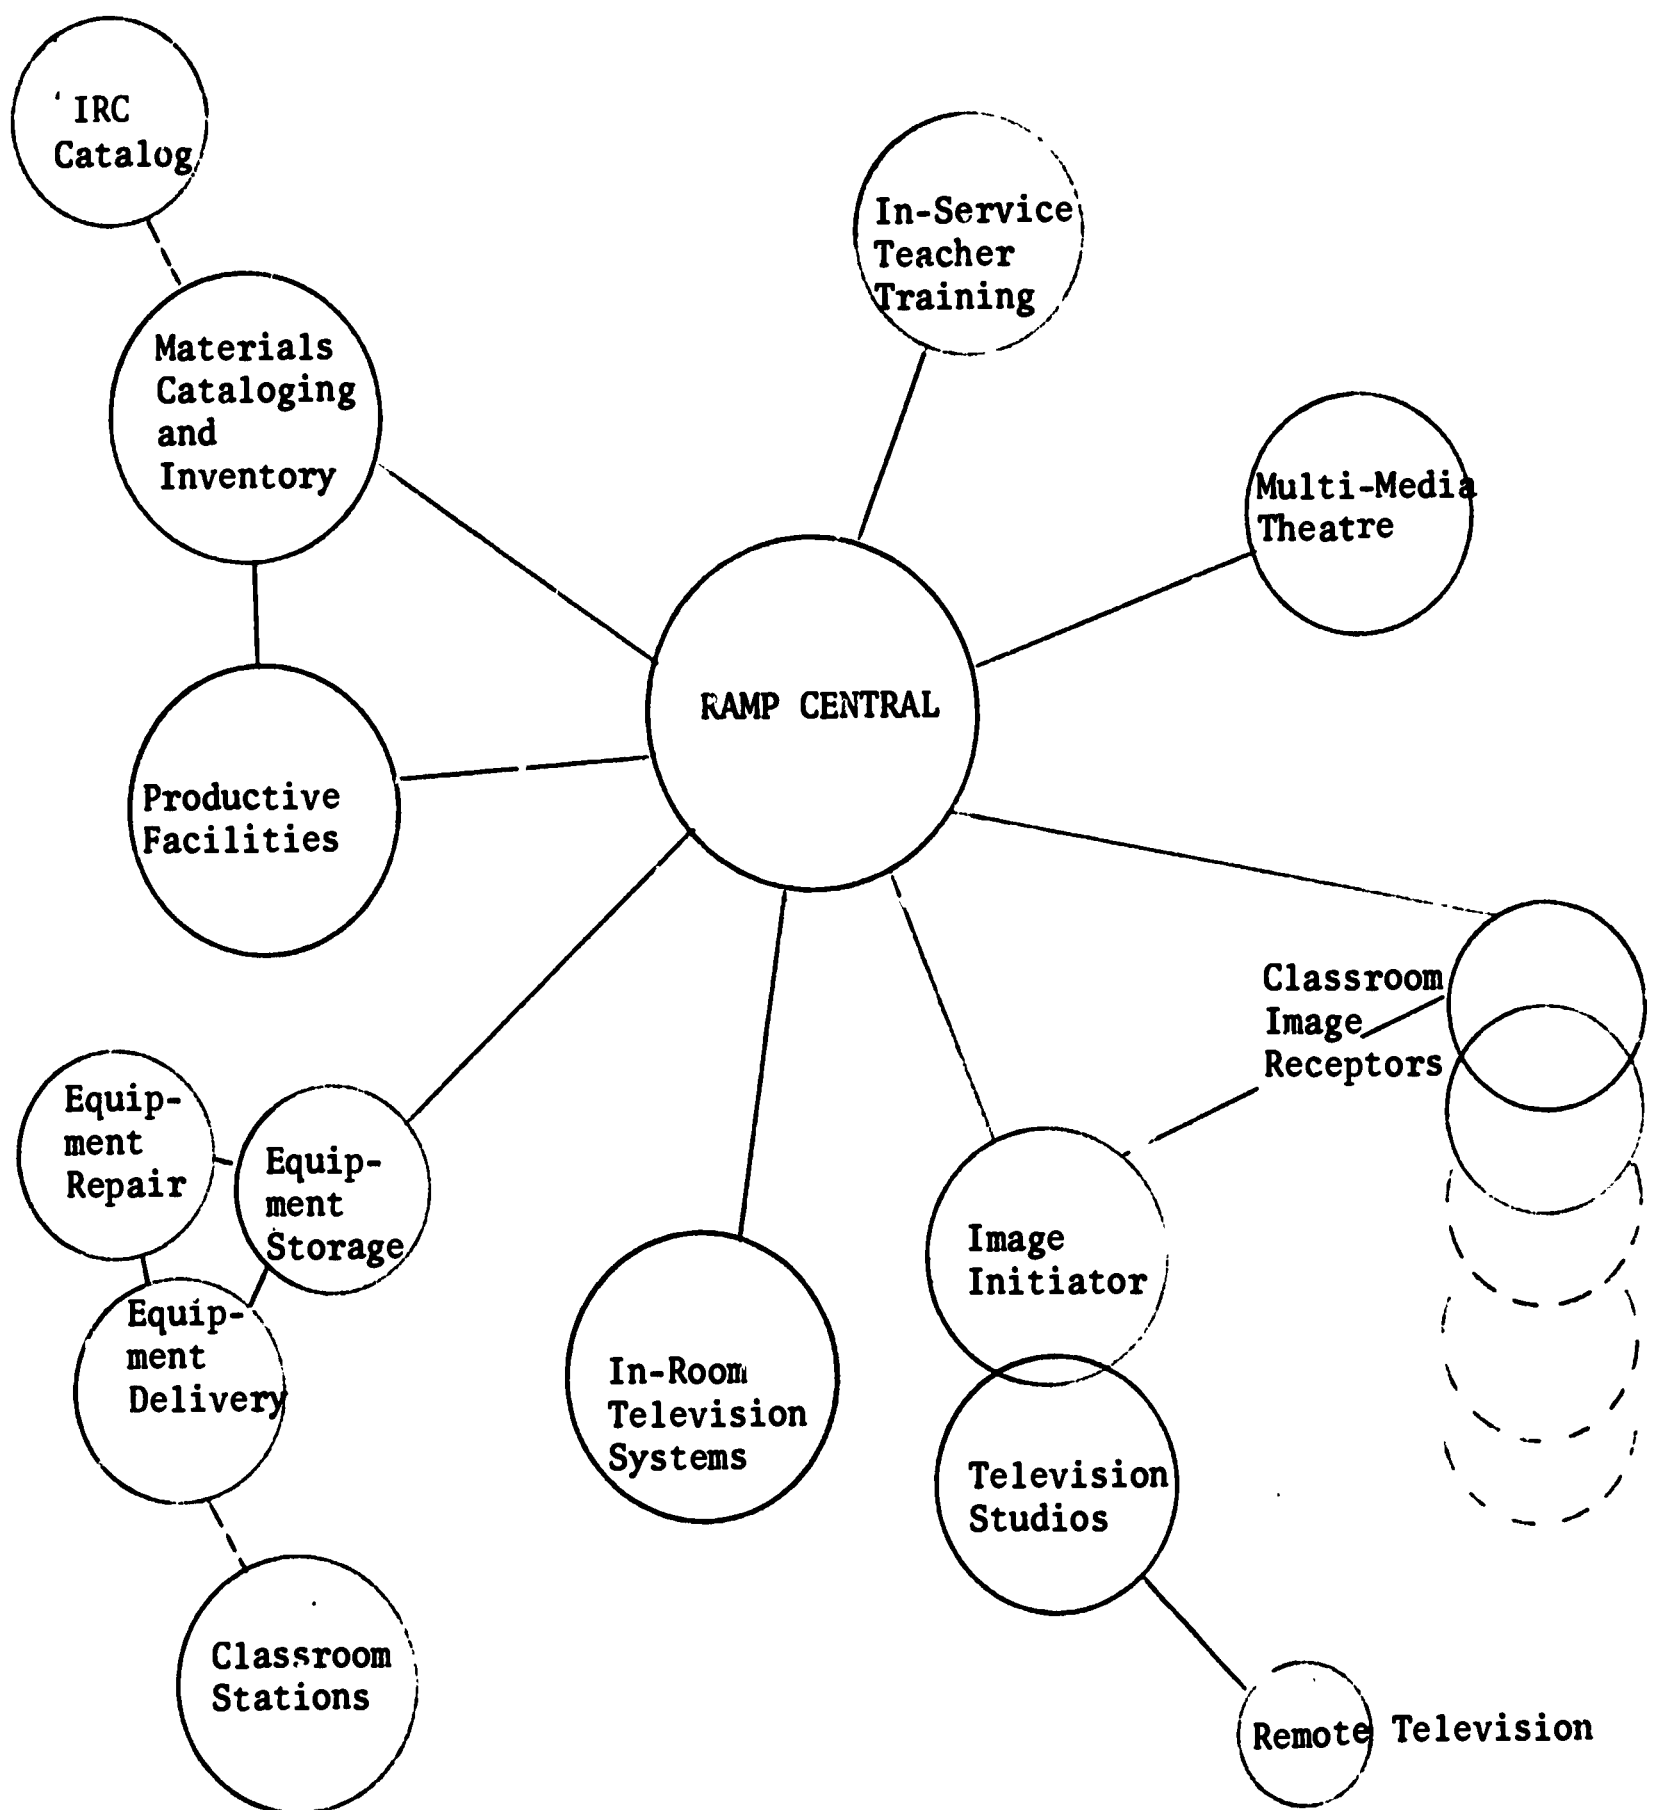 IRC
Catalog
In-Service
Teacher
Training
Materials
Cataloging
and
Inventory
Multi-Media
Theatre
RAMP CENTRAL
Productive
Facilities
Classroom
Image
Receptors
Equip-
ment
Repair
Equip-
ment
Storage
Image
Initiator
Equip-
ment
Delivery
In-Room
Television
Systems
Television
Studios
Classroom
Stations
Remote Television